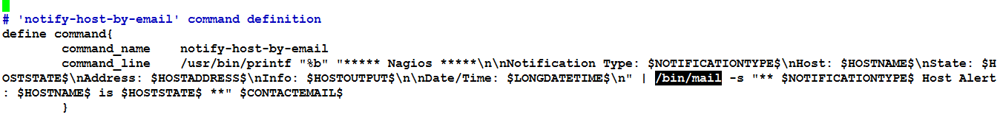 # 'notify-host-by-email' command definition
define command{
        command_name    notify-host-by-email
        command_line    /usr/bin/printf "%b" "***** Nagios *****\n\nNotification Type: $NOTIFICATIONTYPE$\nHost: $HOSTNAME$\nState: $H
OSTSTATE$\nAddress: $HOSTADDRESS$\nInfo: $HOSTOUTPUT$\n\nDate/Time: $LONGDATETIME$\n" | /bin/mail -s "** $NOTIFICATIONTYPE$ Host Alert
: $HOSTNAME$ is $HOSTSTATE$ **" $CONTACTEMAIL$
        }